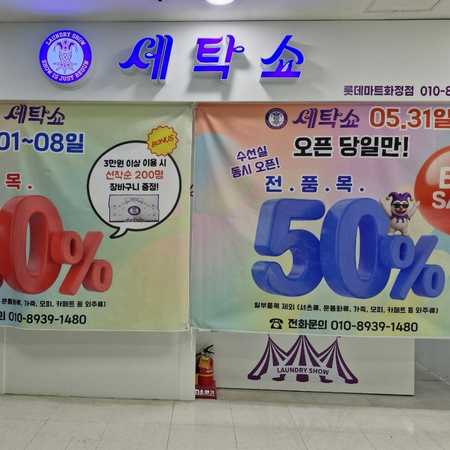 LAUNDRY SHOW
SHOW IS JUST BEGUN
세탁쇼
롯데마트화정점 010-8
01~08일
BONUS
3만원 이상 이용 시
선착순 200명
장바구니 증정!
목.
0%
운동화류, 가죽, 모피, 카페트 등 외주류)
010-8939-1480
세탁쇼 05.31일
수선실
동시 오픈!
오픈 당일만!
전.품.목.
50%
일부품목 제외 (셔츠류, 운동화류, 가죽, 모피, 카페트 등 외주류)
☎ 전화문의 010-8939-1480
LAUNDRY SHOW